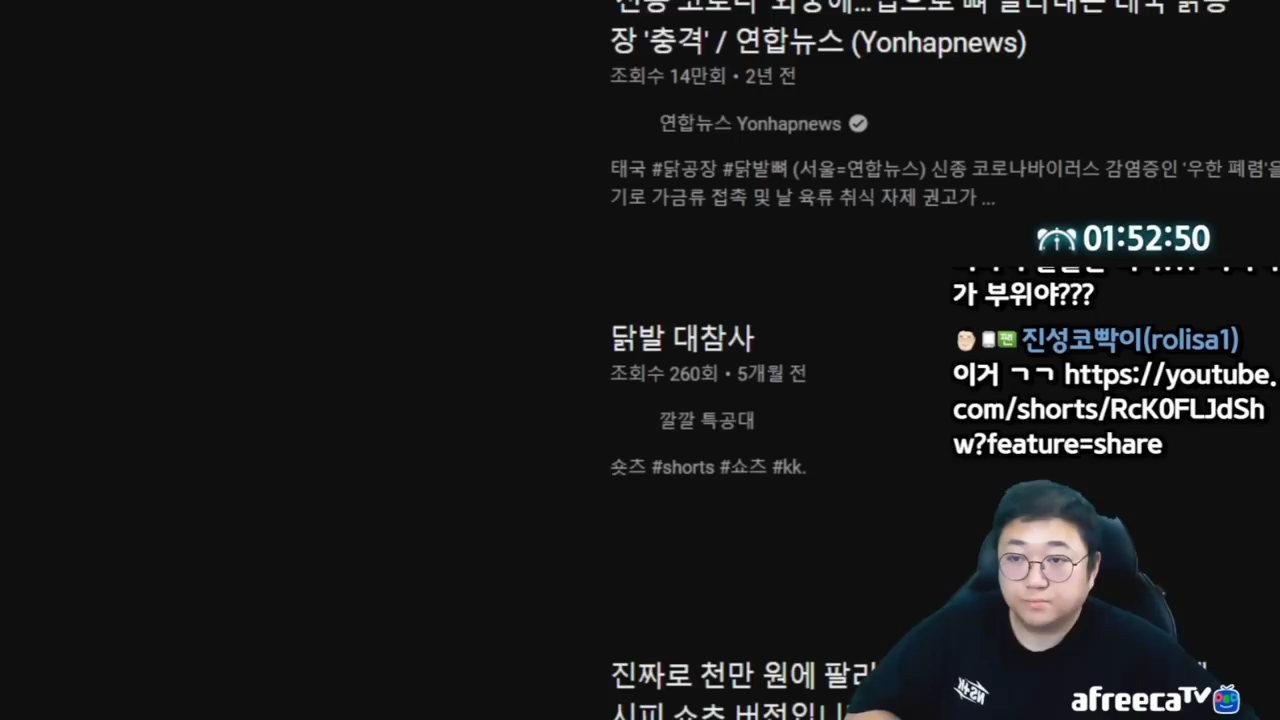 장 '충격' / 연합뉴스 (Yonhapnews)
조회수 14만회 • 2년 전
연합뉴스 Yonhapnews
태국 #닭공장 #닭발뼈 (서울=연합뉴스) 신종 코로나바이러스 감염증인 '우한 폐렴'을
기로 가금류 접촉 및 날 육류 취식 자제 권고가 ...
01:52:50
가 부위야???
닭발 대참사
조회수 260회 • 5개월 전
깔깔 특공대
숏츠 #shorts #쇼츠 #kk.
팬 진성코빡이(rolisa1)
이거 ㄱㄱ https://youtube.
com/shorts/RcK0FLJdSh
w?feature=share
진짜로 천만 원에
시피 쇼츠
afreecaTV